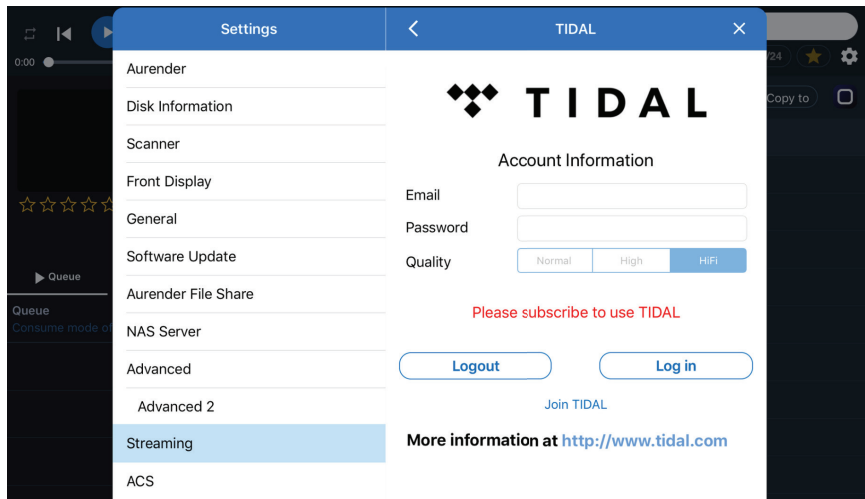 Settings
TIDAL
0:00
/24
Copy to
Aurender
Disk Information
Scanner
Front Display
General
Software Update
Aurender File Share
NAS Server
Advanced
Advanced 2
Streaming
ACS
Queue
Queue
Consume mode of
TIDAL
Account Information
Email
Password
Quality
Normal
High
HiFi
Please subscribe to use TIDAL
Logout
Log in
Join TIDAL
More information at http://www.tidal.com